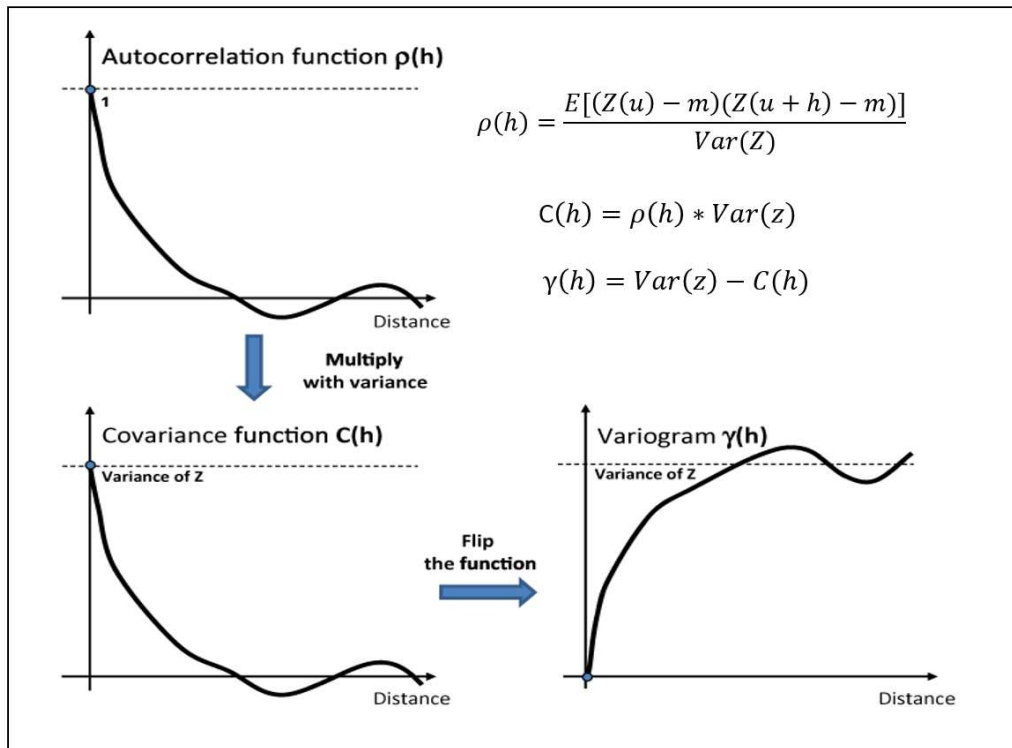 Autocorrelation function ρ(h)
1
Distance
ρ(h) = E[(Z(u) − m)(Z(u + h) − m)] / Var(Z)
C(h) = ρ(h) ∗ Var(z)
γ(h) = Var(z) − C(h)
Multiply
with variance
Covariance function C(h)
Variance of Z
Distance
Flip
the function
Variogram γ(h)
Variance of Z
Distance